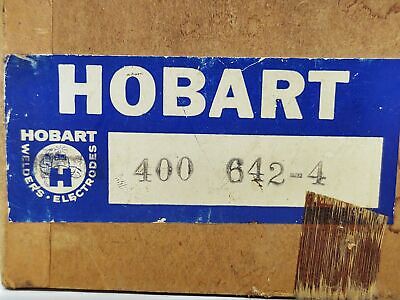 HOBART
HOBART
WELDERS • ELECTRODES
H
400 642-4